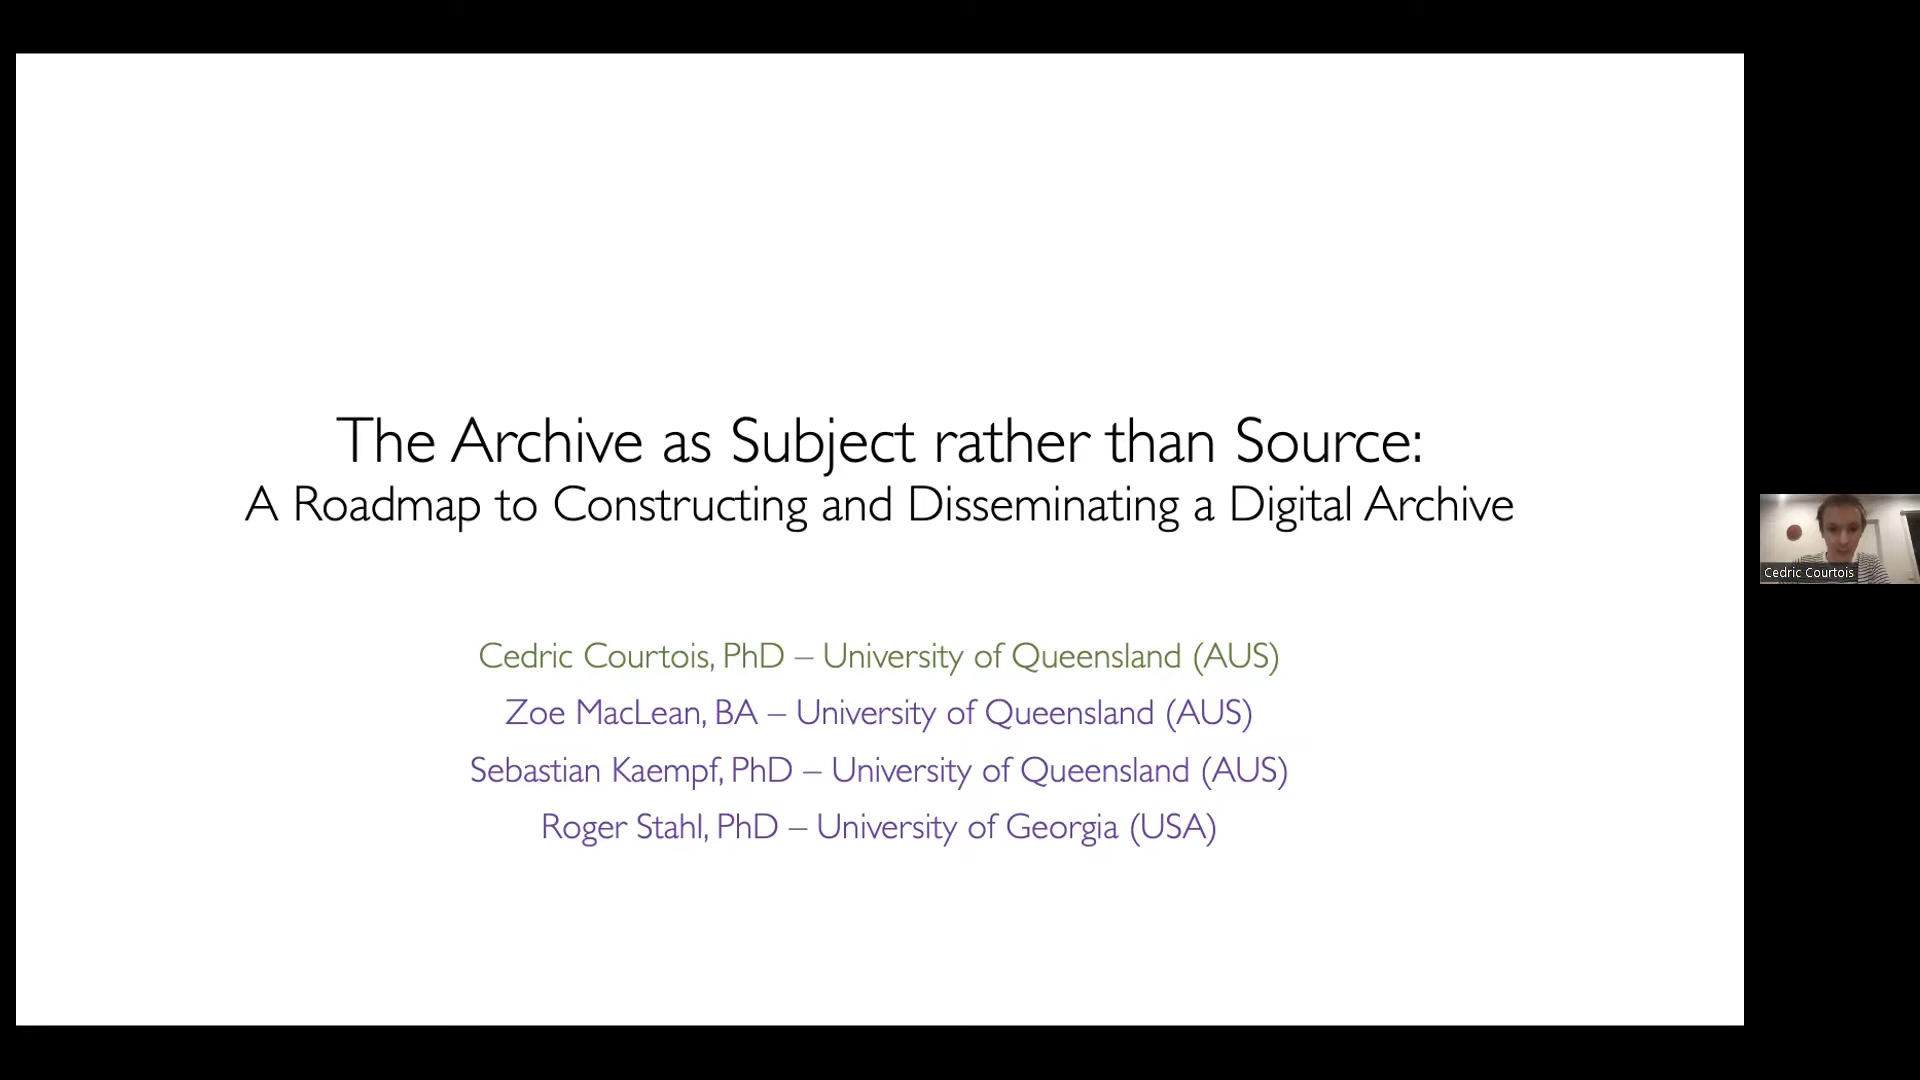 The Archive as Subject rather than Source:
A Roadmap to Constructing and Disseminating a Digital Archive
Cedric Courtois, PhD – University of Queensland (AUS)
Zoe MacLean, BA – University of Queensland (AUS)
Sebastian Kaempf, PhD – University of Queensland (AUS)
Roger Stahl, PhD – University of Georgia (USA)
Cedric Courtois